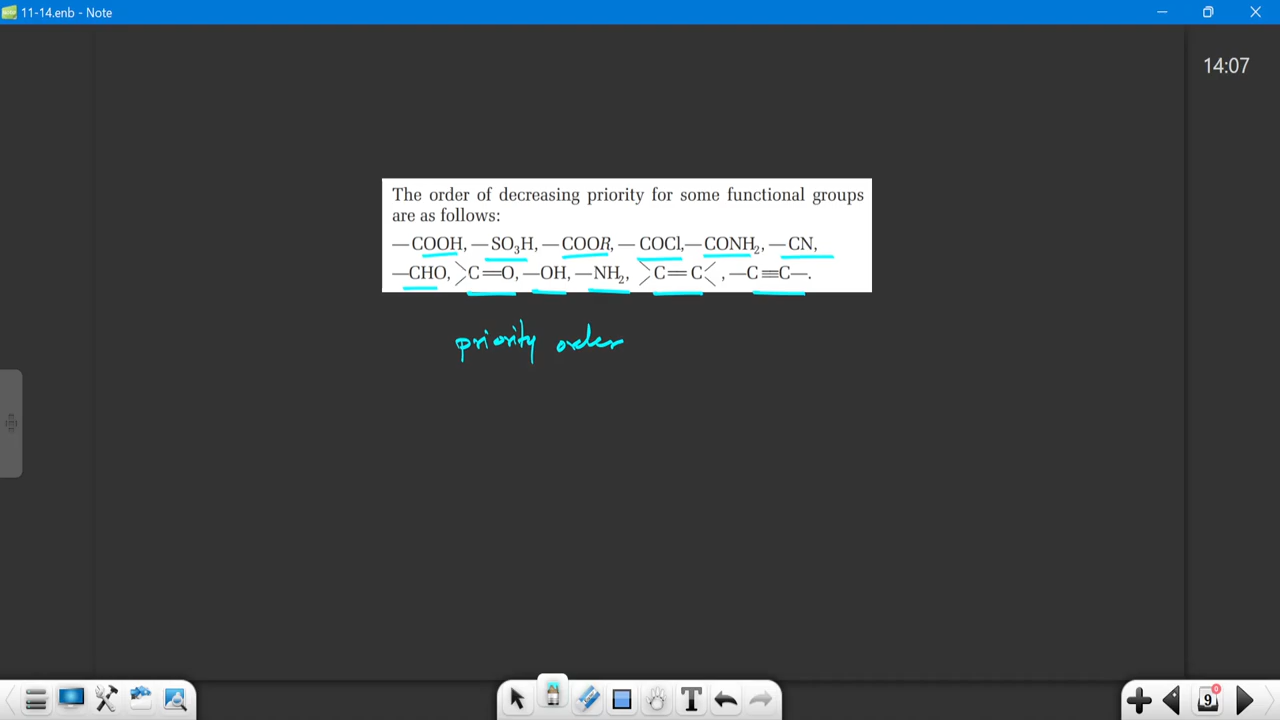 11-14.enb - Note
14:07
The order of decreasing priority for some functional groups
are as follows:
—COOH, —SO₃H, —COOR, —COCl,—CONH₂, —CN,
—CHO, >C=O, —OH, —NH₂, >C=C<, —C≡C—.
priority order
T
0
9